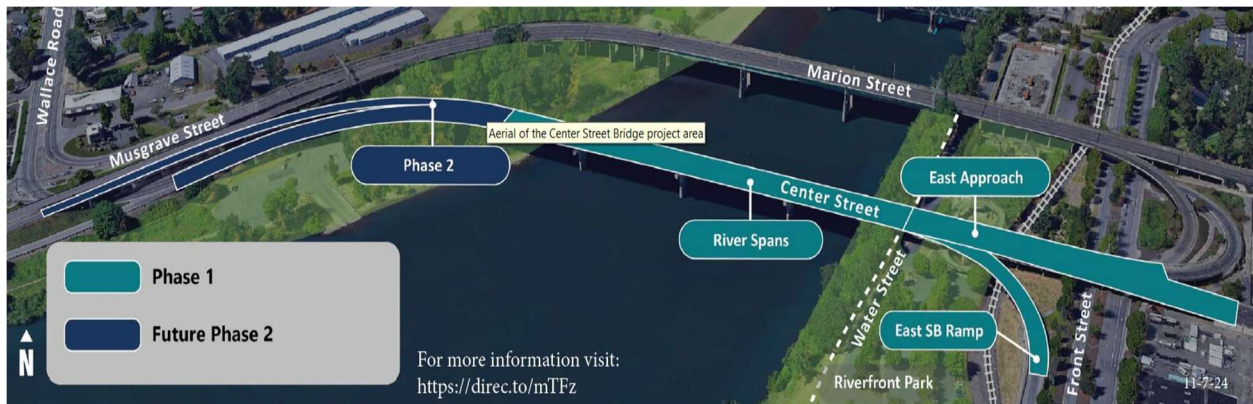 Wallace Road
Musgrave Street
Marion Street
Aerial of the Center Street Bridge project area
Phase 2
Center Street
East Approach
River Spans
Water Street
East SB Ramp
Front Street
Phase 1
Future Phase 2
N
For more information visit:
https://direc.to/mTFz
Riverfront Park
11-7-24